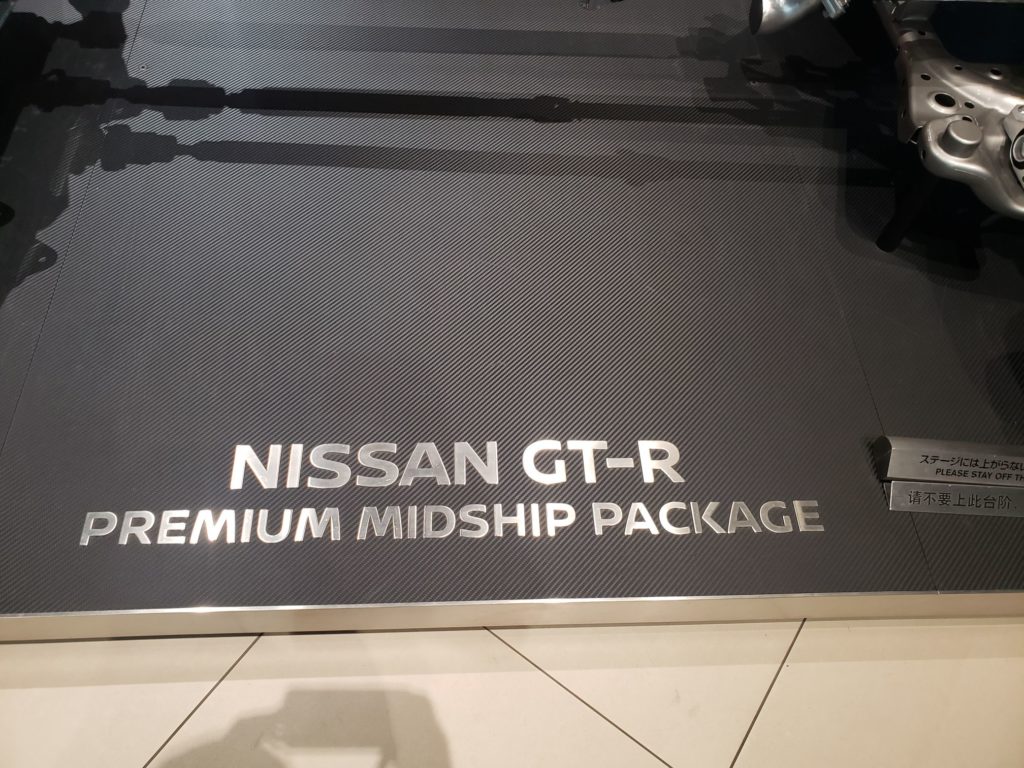 NISSAN GT-R
PREMIUM MIDSHIP PACKAGE
ステージには上がらない
PLEASE STAY OFF TH
请不要上此台阶.